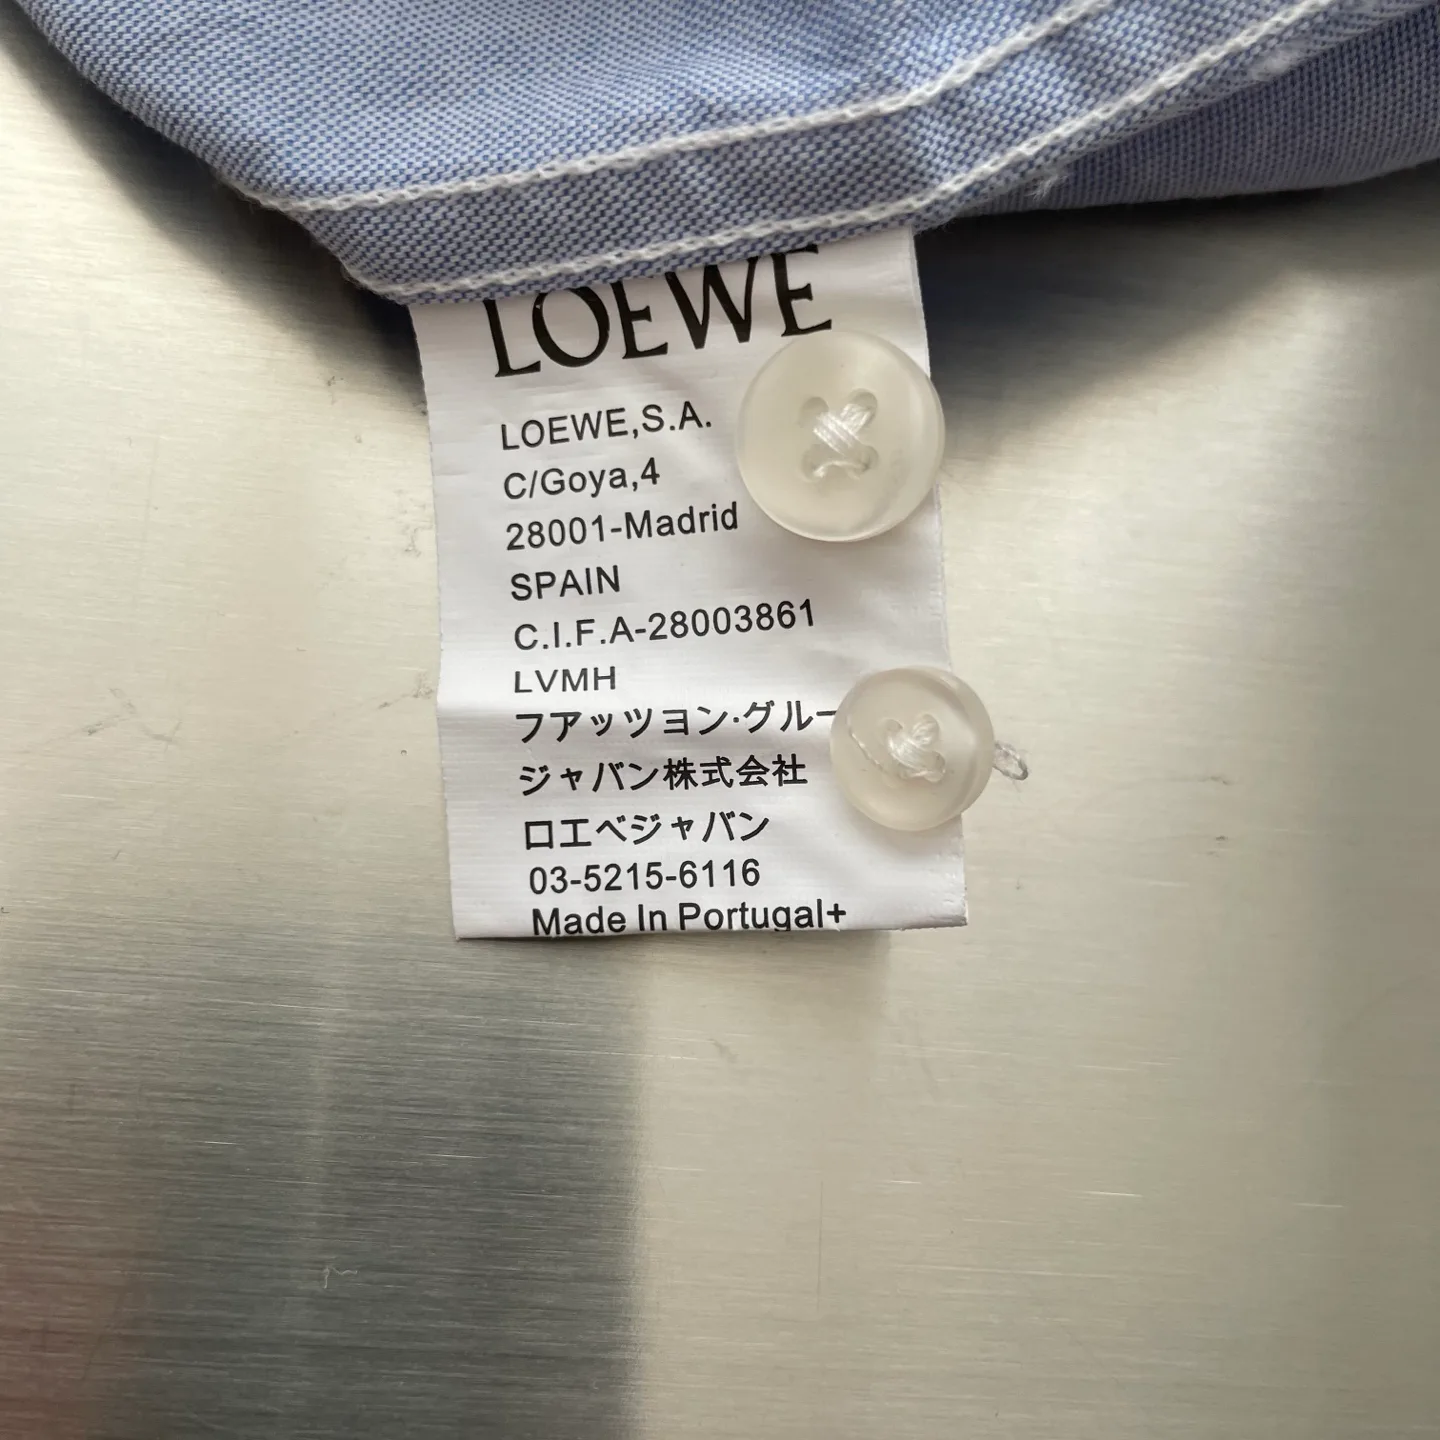 LOEWE
LOEWE,S.A.
C/Goya,4
28001-Madrid
SPAIN
C.I.F.A-28003861
LVMH
フアッツヨン·グルー
ジャバン株式会社
ロエベジャバン
03-5215-6116
Made In Portugal+